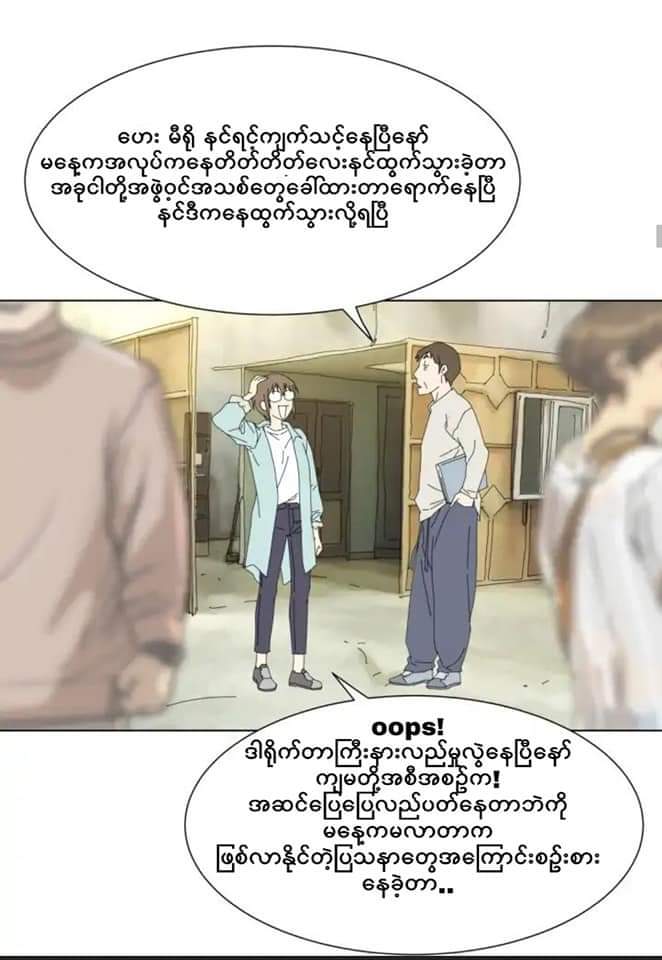 ဟေး မီရို နင်ရင့်ကျက်သင့်နေပြီနော်
မနေ့ကအလုပ်ကနေတိတ်တိတ်လေးနင်ထွက်သွားခဲ့တာ
အခုငါတို့အဖွဲ့ဝင်အသစ်တွေခေါ်ထားတာရောက်နေပြီ
နင်ဒီကနေထွက်သွားလို့ရပြီ
oops!
ဒါရိုက်တာကြီးနားလည်မှုလွဲနေပြီနော်
ကျမတို့အစီအစဉ်က!
အဆင်ပြေပြေလည်ပတ်နေတာဘဲကို
မနေ့ကမလာတာက
ဖြစ်လာနိုင်တဲ့ပြသနာတွေအကြောင်းစဉ်းစား
နေခဲ့တာ..